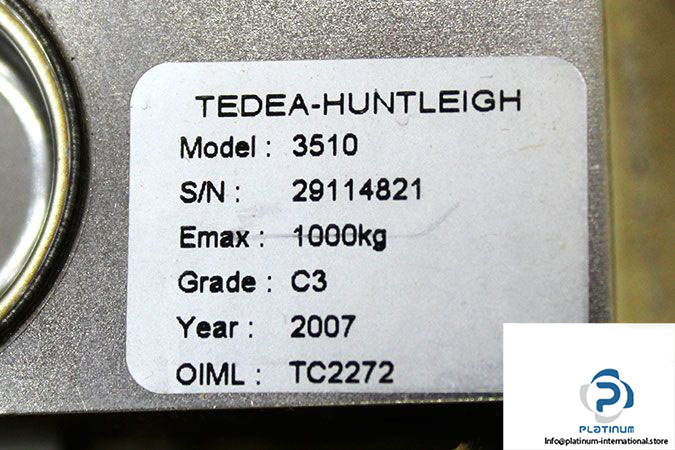 TEDEA-HUNTLEIGH
Model : 3510
S/N : 29114821
Emax : 1000kg
Grade : C3
Year : 2007
OIML : TC2272
PLATINUM
Info@platinum-international.store